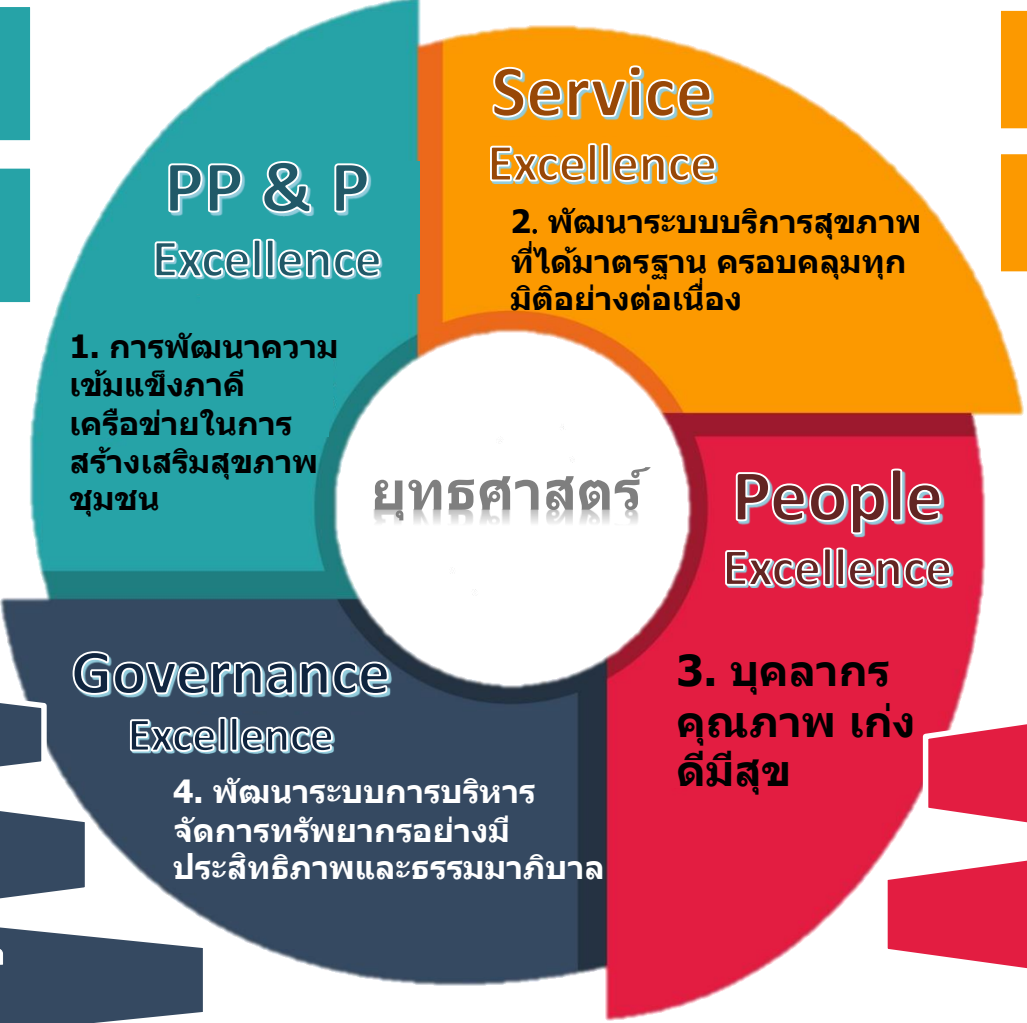 PP & P
Excellence
1. การพัฒนาความ
เข้มแข็งภาคี
เครือข่ายในการ
สร้างเสริมสุขภาพ
ชุมชน
Service
Excellence
2. พัฒนาระบบบริการสุขภาพ
ที่ได้มาตรฐาน ครอบคลุมทุก
มิติอย่างต่อเนื่อง
ยุทธศาสตร์
People
Excellence
3. บุคลากร
คุณภาพ เก่ง
ดีมีสุข
Governance
Excellence
4. พัฒนาระบบการบริหาร
จัดการทรัพยากรอย่างมี
ประสิทธิภาพและธรรมมาภิบาล